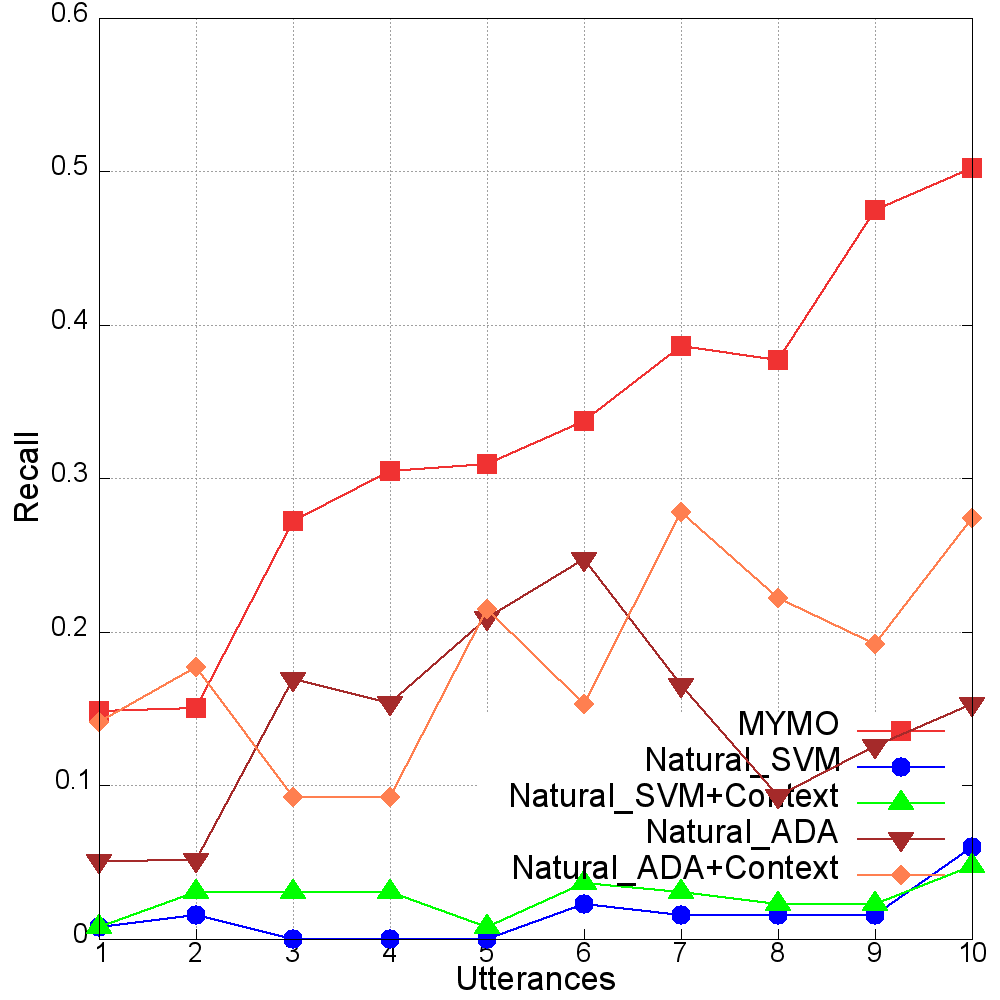 0.6
0.5
0.4
0.3
0.2
0.1
0
Recall
MYMO
Natural_SVM
Natural_SVM+Context
Natural_ADA
Natural_ADA+Context
1 2 3 4 5 6 7 8 9 10
Utterances